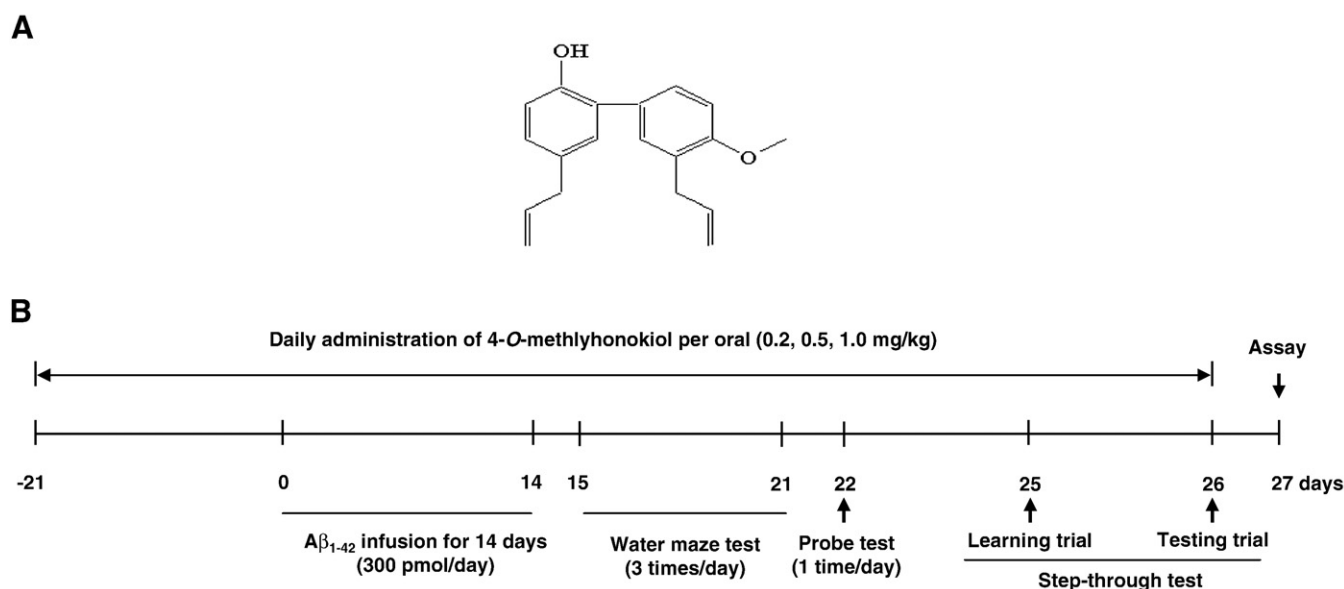 A
OH
O
B
Daily administration of 4-O-methlyhonokiol per oral (0.2, 0.5, 1.0 mg/kg)
Assay
-21 0 14 15 21 22 25 26 27 days
Aβ1-42 infusion for 14 days
(300 pmol/day)
Water maze test
(3 times/day)
Probe test
(1 time/day)
Learning trial
Testing trial
Step-through test